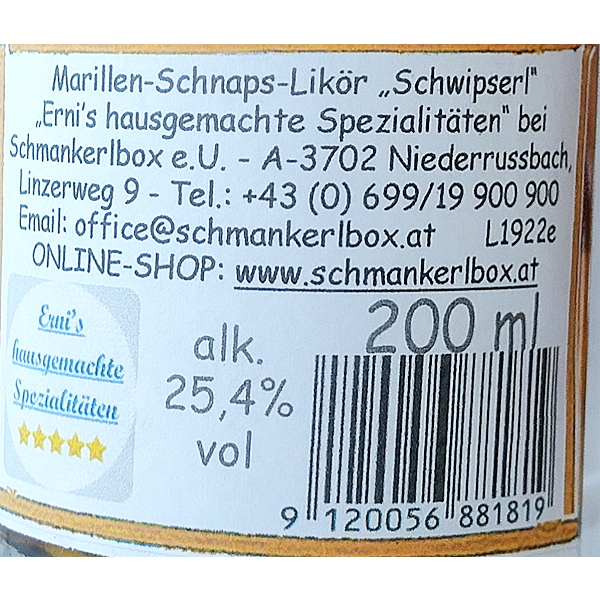 Marillen-Schnaps-Likör „Schwipserl"
„Erni's hausgemachte Spezialitäten" bei
Schmankerlbox e.U. - A-3702 Niederrussbach,
Linzerweg 9 - Tel.: +43 (0) 699/19 900 900
Email: office@schmankerlbox.at L1922e
ONLINE-SHOP: www.schmankerlbox.at
Erni's
hausgemachte
Spezialitäten
alk.
25,4%
vol
200 ml
9 120056 881819